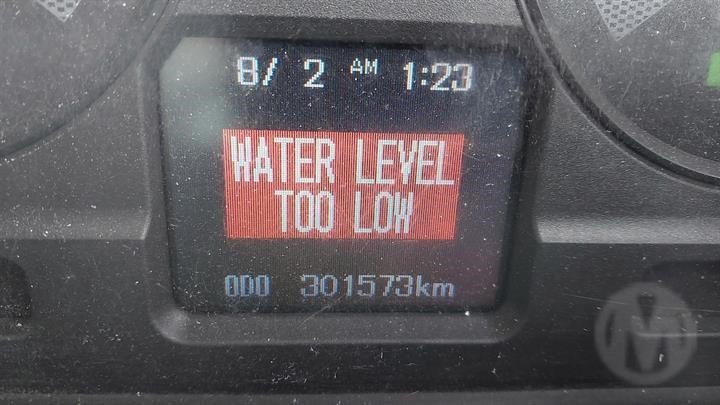 8/ 2 AM 1:23
WATER LEVEL
TOO LOW
ODO 301573km